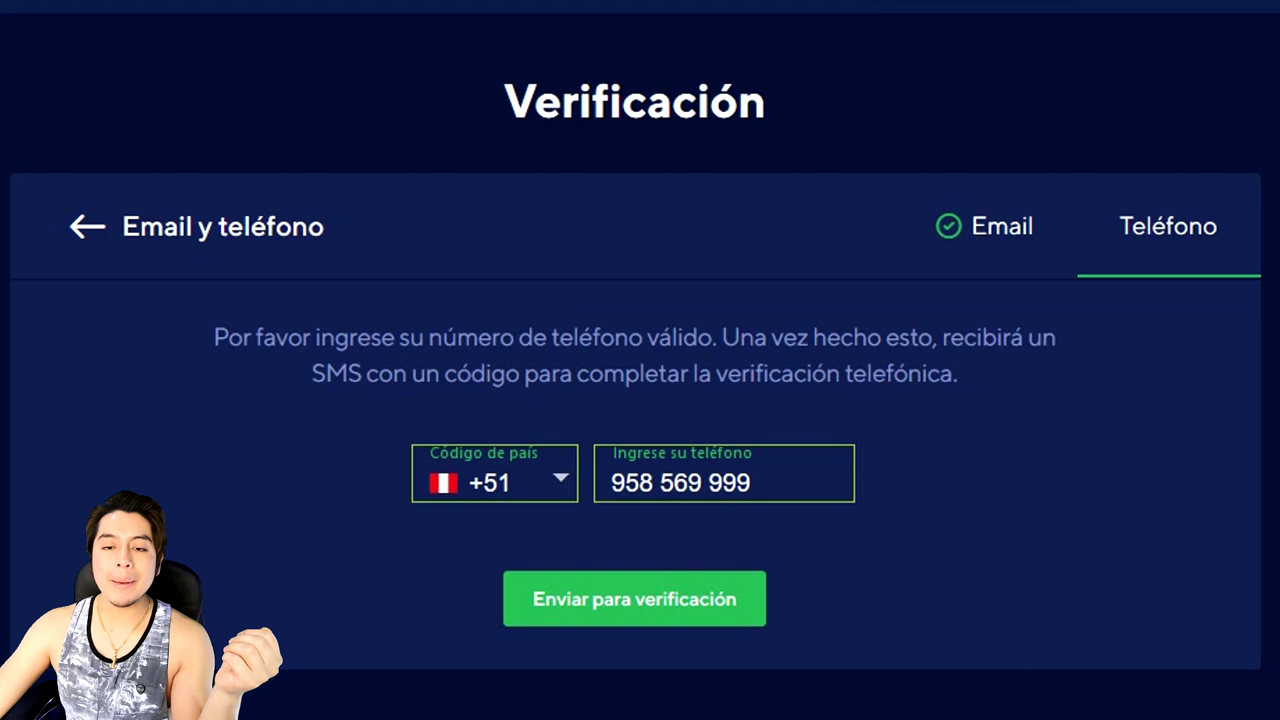 Verificación
Email y teléfono
Email
Teléfono
Por favor ingrese su número de teléfono válido. Una vez hecho esto, recibirá un
SMS con un código para completar la verificación telefónica.
Código de país
Ingrese su teléfono
+51
958 569 999
Enviar para verificación